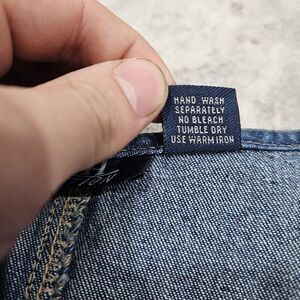 HAND WASH
SEPARATELY
NO BLEACH
TUMBLE DRY
USE WARM IRON